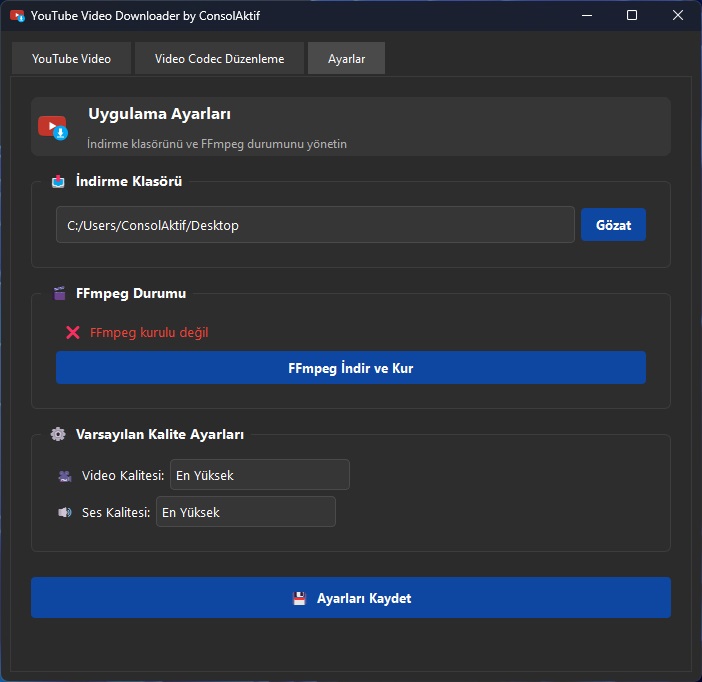 YouTube Video Downloader by ConsolAktif
YouTube Video
Video Codec Düzenleme
Ayarlar
Uygulama Ayarları
İndirme klasörünü ve FFmpeg durumunu yönetin
İndirme Klasörü
C:/Users/ConsolAktif/Desktop
Gözat
FFmpeg Durumu
FFmpeg kurulu değil
FFmpeg İndir ve Kur
Varsayılan Kalite Ayarları
Video Kalitesi: En Yüksek
Ses Kalitesi: En Yüksek
Ayarları Kaydet